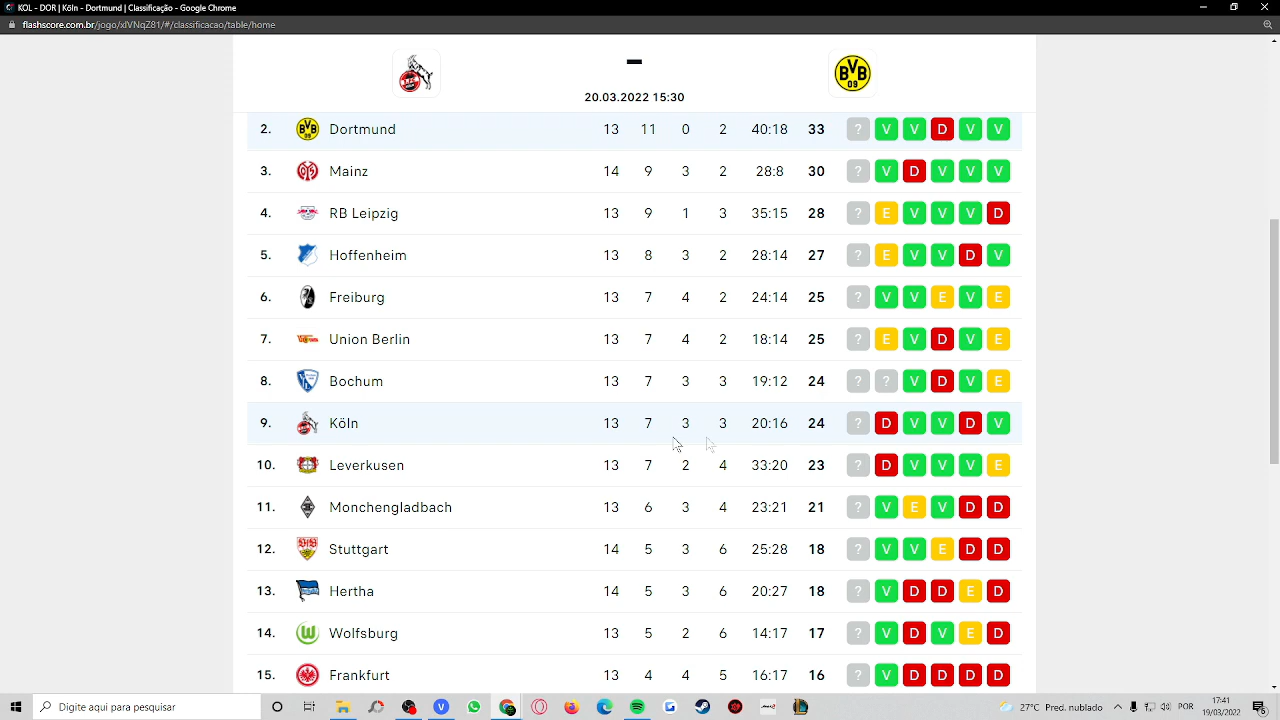 KOL - DOR | Köln - Dortmund | Classificação - Google Chrome
flashscore.com.br/jogo/xlVBNC10/#/classificacao/table/home
BVB 09
20.03.2022 15:30
2. Dortmund 13 11 0 2 40:18 33 ? V V D V V
3. Mainz 14 9 3 2 28:8 30 ? V D V V V
4. RB Leipzig 13 9 1 3 35:15 28 ? E V V V D
5. Hoffenheim 13 8 3 2 28:14 27 ? E V V D V
6. Freiburg 13 7 4 2 24:14 25 ? V V E V E
7. Union Berlin 13 7 4 2 18:14 25 ? E V D V E
8. Bochum 13 7 3 3 19:12 24 ? ? V D V E
9. Köln 13 7 3 3 20:16 24 ? D V V D V
10. Leverkusen 13 7 2 4 33:20 23 ? D V V V E
11. Monchengladbach 13 6 3 4 23:21 21 ? V E V D D
12. Stuttgart 14 5 3 6 25:28 18 ? V V E D D
13. Hertha 14 5 3 6 20:27 18 ? V D D E D
14. Wolfsburg 13 5 2 6 14:17 17 ? V D V E D
15. Frankfurt 13 4 4 5 16:17 16 ? V D D D D
Digite aqui para pesquisar
27°C Pred. nublado
POR
17:41
19/03/2022